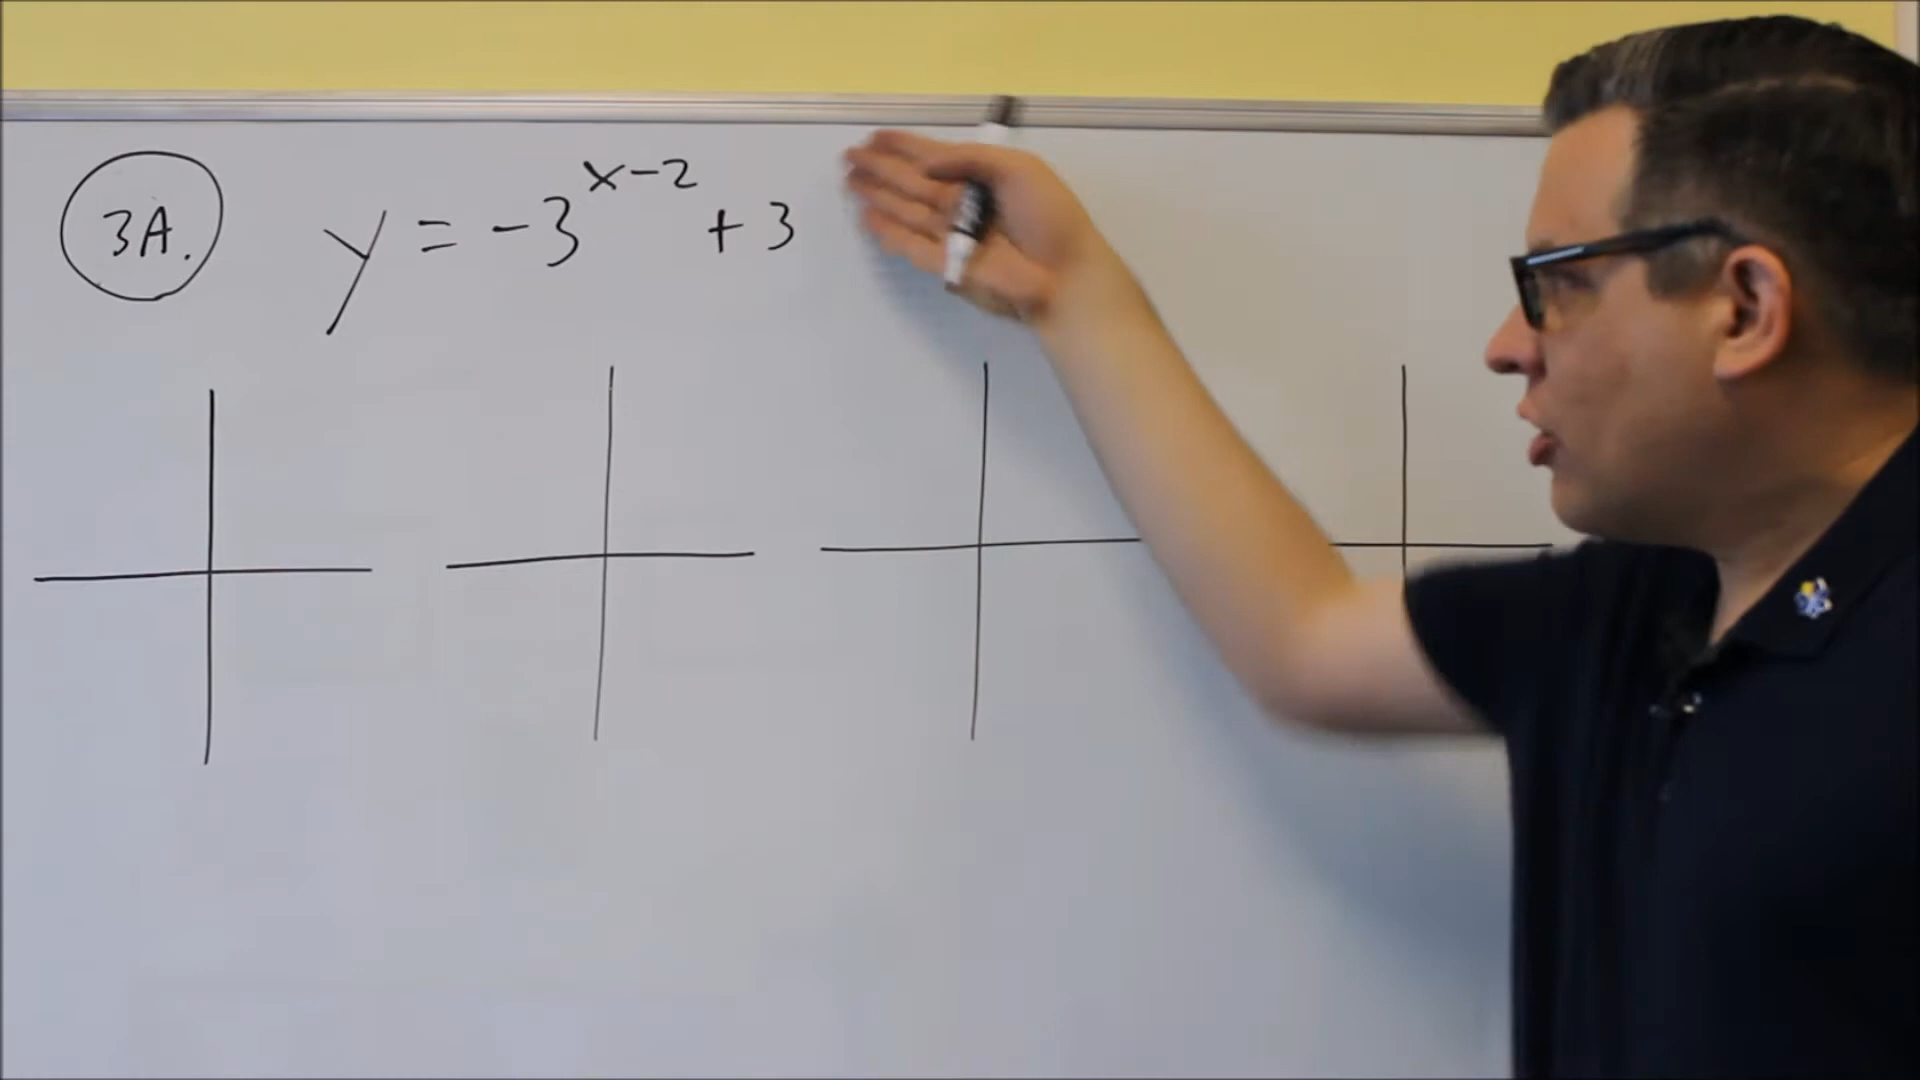 3A. y = -3^{x-2} + 3